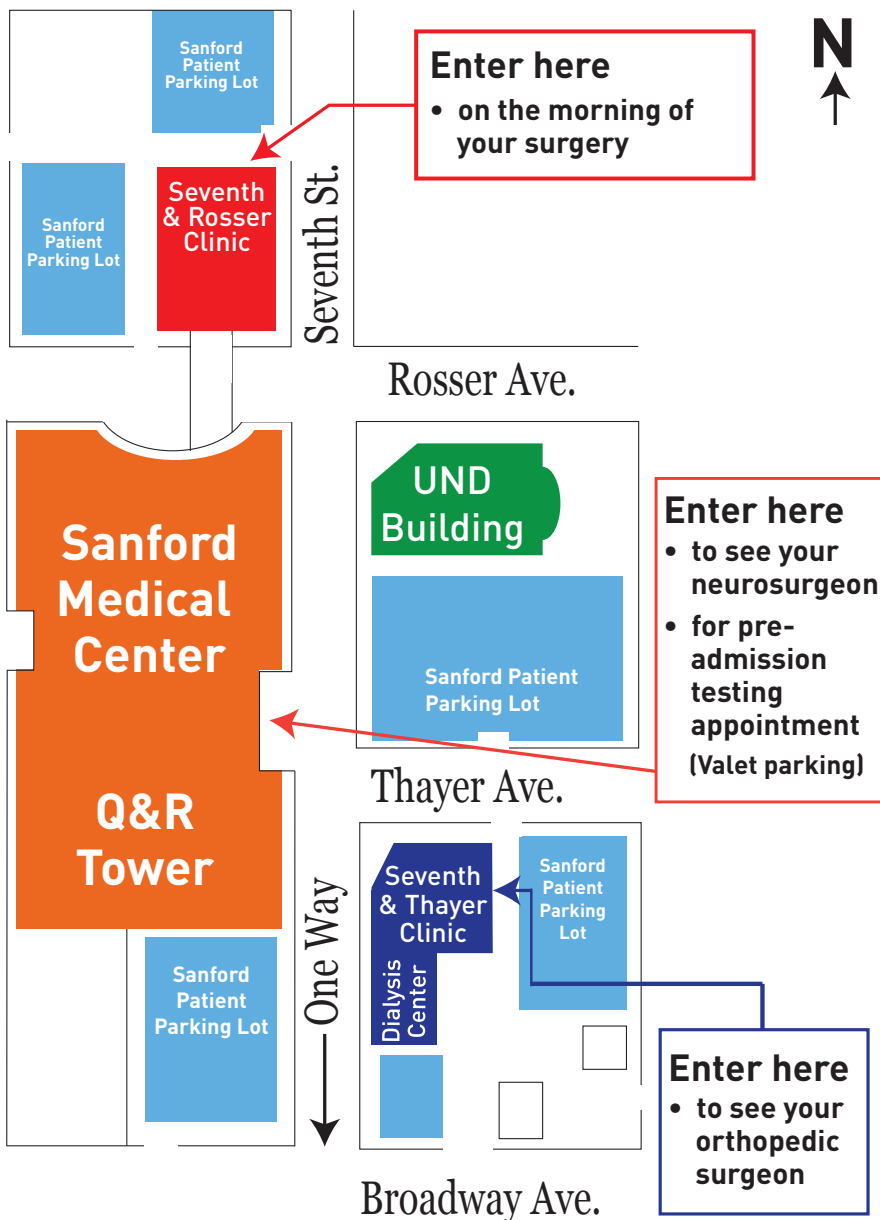 Sanford
Patient
Parking Lot
Enter here
• on the morning of
your surgery
N
Sanford
Patient
Parking Lot
Seventh
& Rosser
Clinic
Seventh St.
Rosser Ave.
Sanford
Medical
Center
Q&R
Tower
UND
Building
Sanford Patient
Parking Lot
Enter here
• to see your
neurosurgeon
• for pre-
admission
testing
appointment
(Valet parking)
Thayer Ave.
Seventh
& Thayer
Clinic
Dialysis
Center
Sanford
Patient
Parking
Lot
One Way
Sanford
Patient
Parking Lot
Enter here
• to see your
orthopedic
surgeon
Broadway Ave.